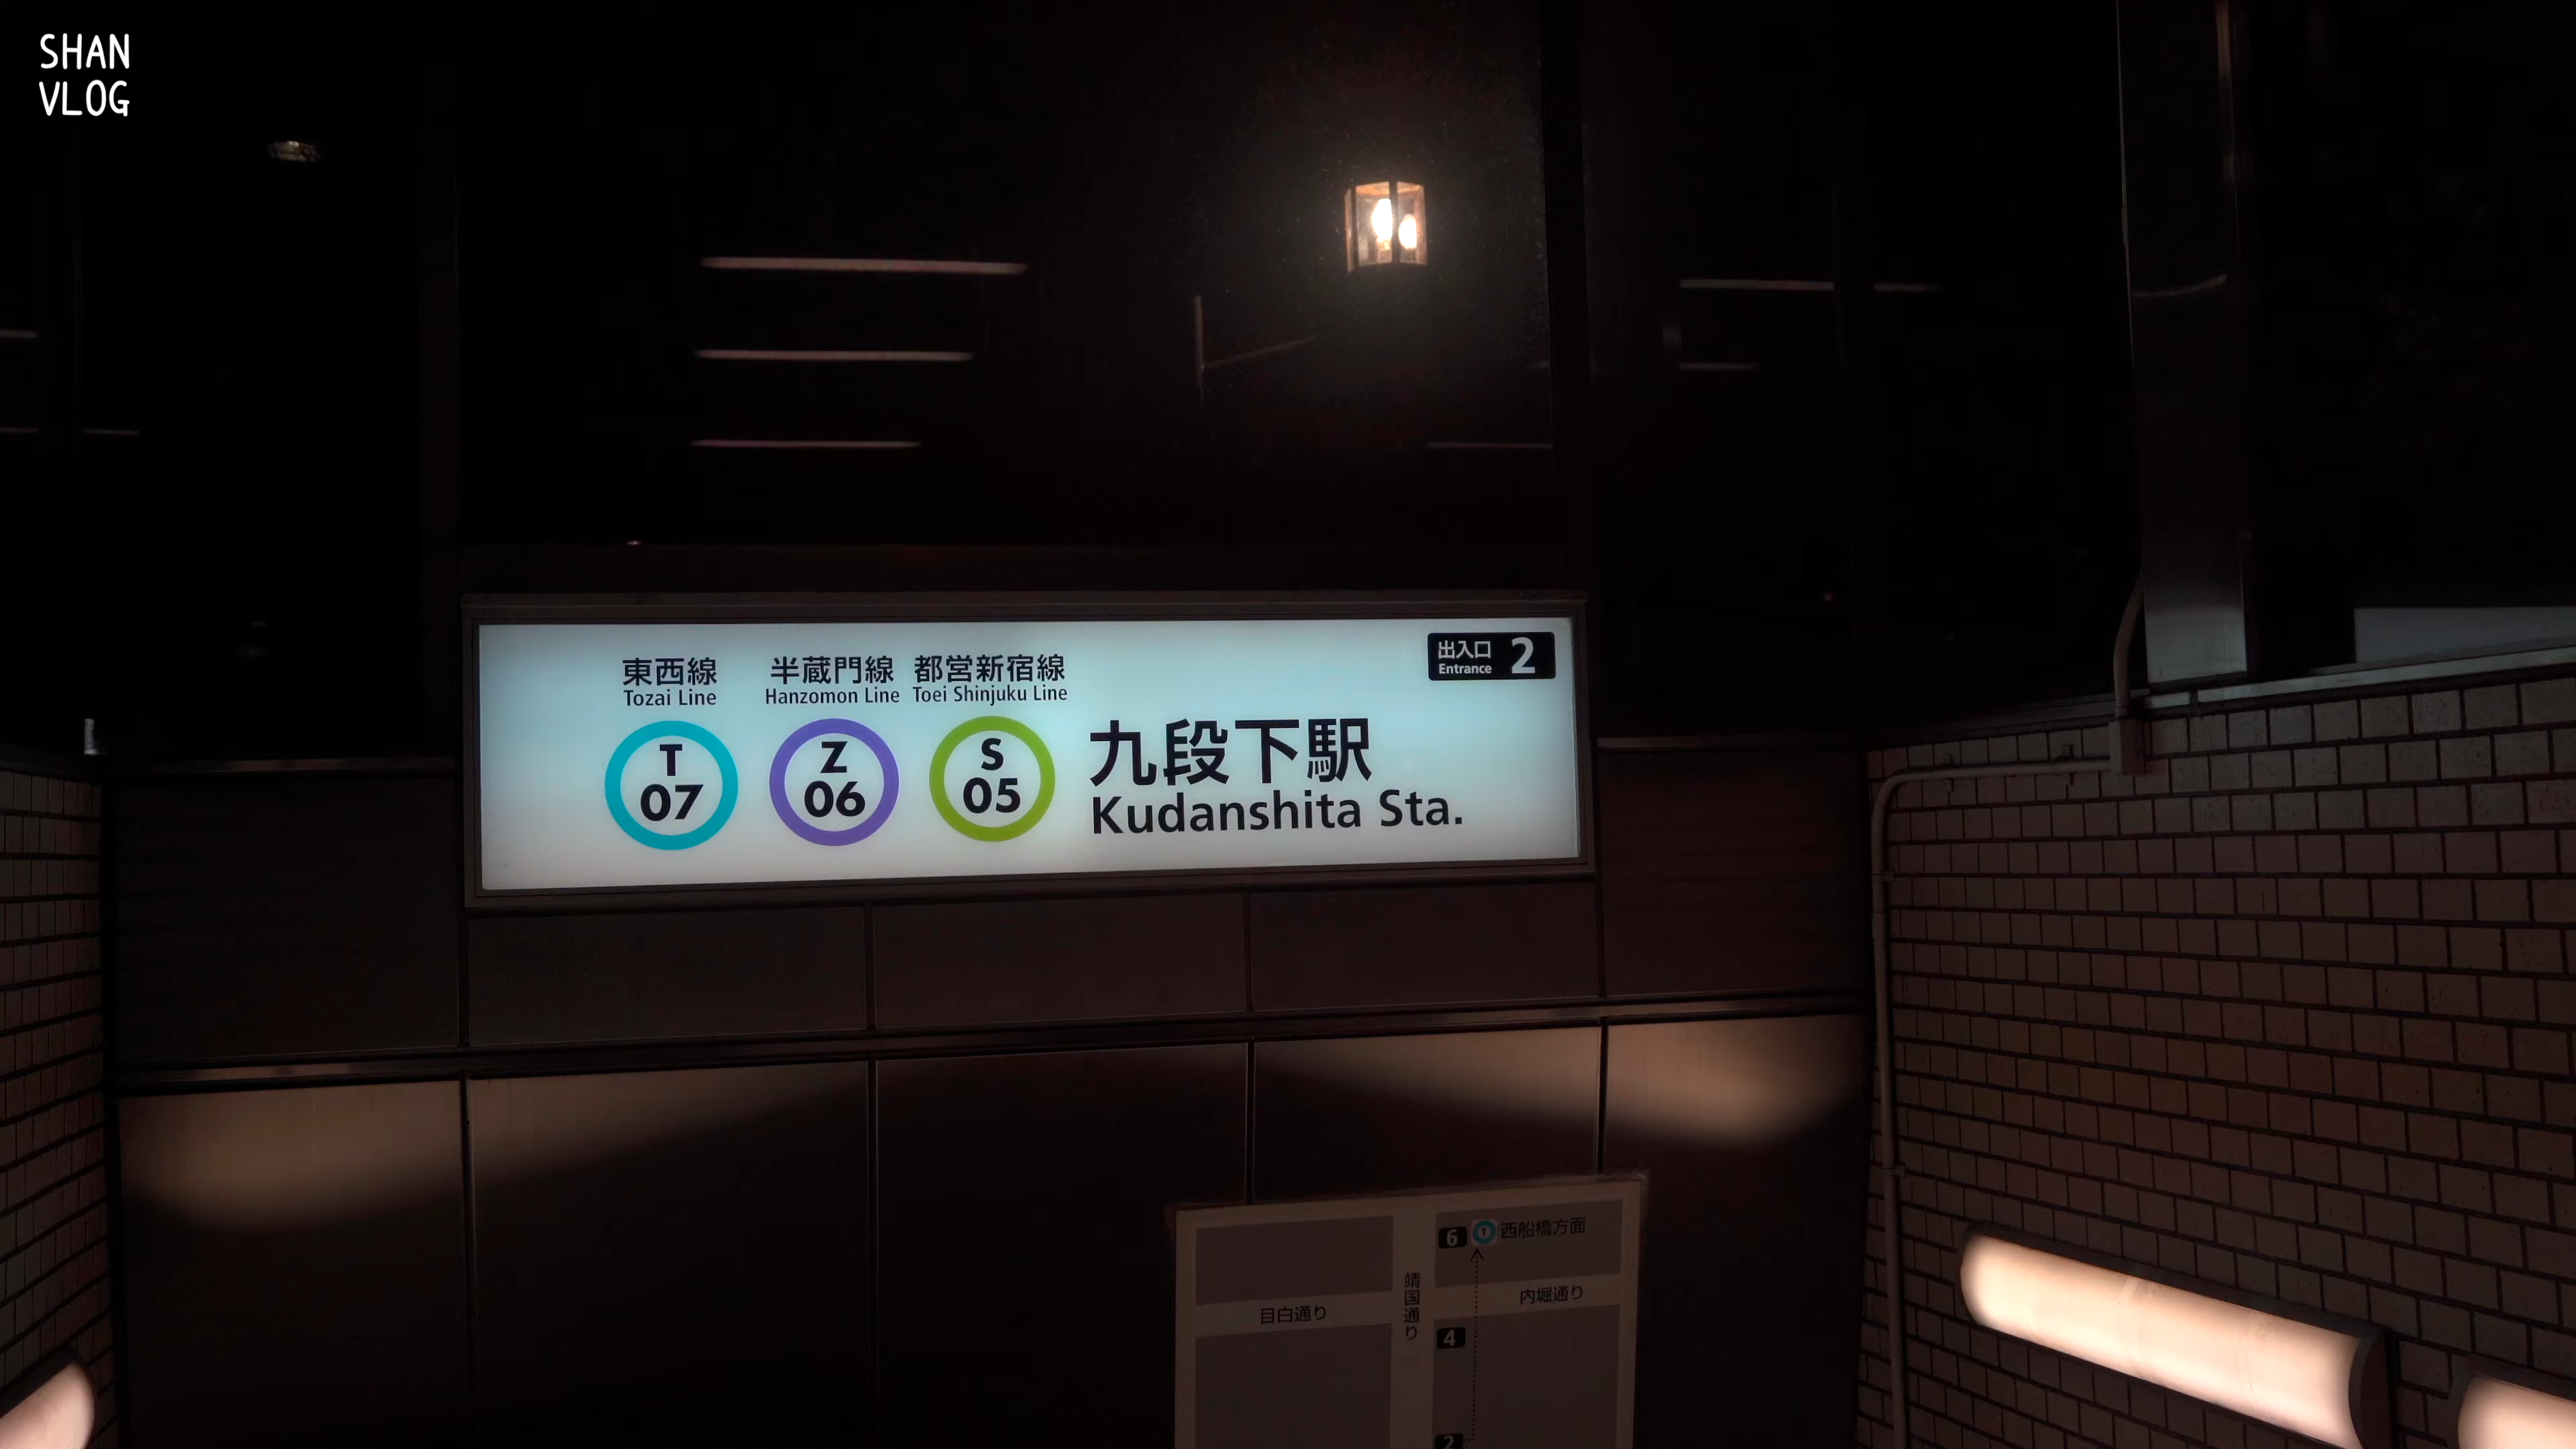 SHAN
VLOG
東西線
Tozai Line
半蔵門線
Hanzomon Line
都営新宿線
Toei Shinjuku Line
T
07
Z
06
S
05
九段下駅
Kudanshita Sta.
出入口
Entrance
2
6 T 西船橋方面
靖国通り
内堀通り
目白通り
4
2